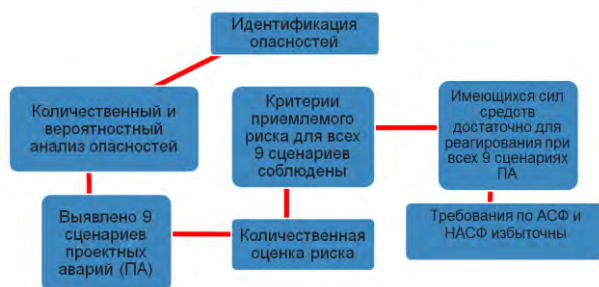 Идентификация
опасностей
Количественный и
вероятностный
анализ опасностей
Выявлено 9
сценариев
проектных
аварий (ПА)
Количественная
оценка риска
Критерии
приемлемого
риска для всех
9 сценариев
соблюдены
Имеющихся сил
средств
достаточно для
реагирования при
всех 9 сценариях
ПА
Требования по АСФ и
НАСФ избыточны